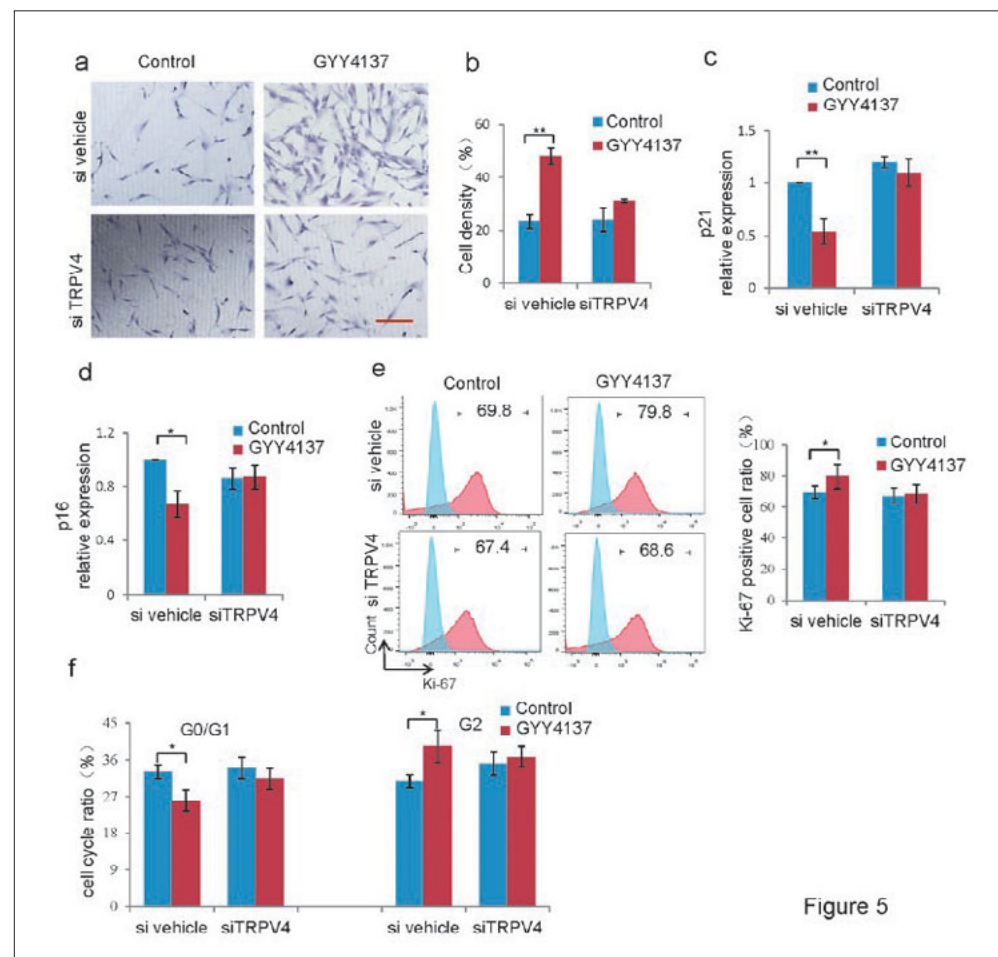 a
Control
GYY4137
si vehicle
si TRPV4
b
Control
GYY4137
Cell density (%)
60
40
20
0
**
si vehicle siTRPV4
c
Control
GYY4137
p21
relative expression
1.5
1
0.5
0
**
si vehicle siTRPV4
d
Control
GYY4137
p16
relative expression
1.2
0.8
0.4
0
*
si vehicle siTRPV4
e
Control
GYY4137
si vehicle
69.8
79.8
Count si TRPV4
67.4
68.6
Ki-67
Control
GYY4137
Ki-67 positive cell ratio (%)
100
80
60
40
20
0
*
si vehicle siTRPV4
f
Control
GYY4137
G0/G1
G2
cell cycle ratio (%)
45
36
27
18
9
0
*
*
si vehicle siTRPV4
si vehicle siTRPV4
Figure 5